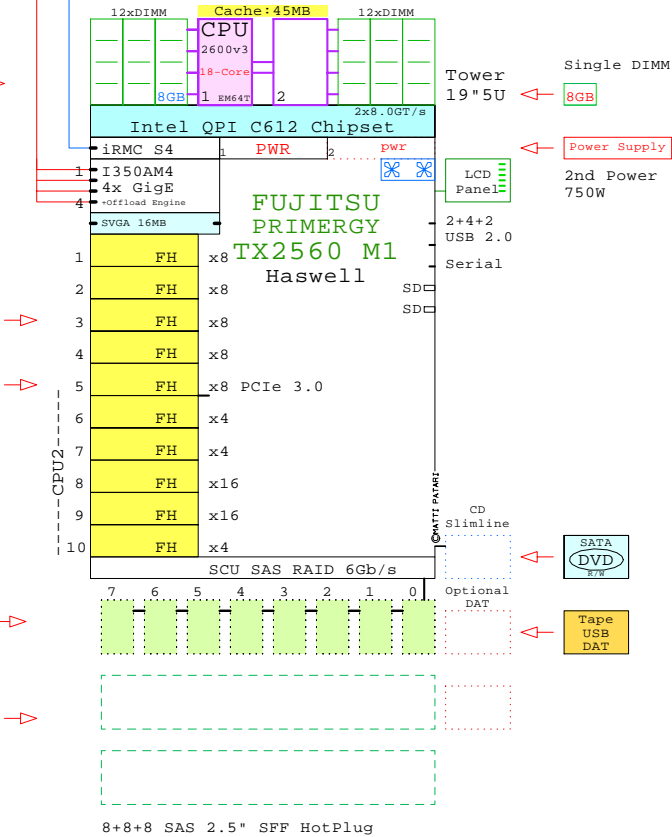 12xDIMM
Cache:45MB
12xDIMM
CPU
2600v3
18-Core
8GB
1 EM64T
2
Tower
19"5U
Single DIMM
8GB
2x8.0GT/s
Intel QPI C612 Chipset
iRMC S4
1 PWR
2 pwr
Power Supply
2nd Power
750W
1 I350AM4
4x GigE
4 +Offload Engine
LCD
Panel
SVGA 16MB
FUJITSU
PRIMERGY
TX2560 M1
Haswell
2+4+2
USB 2.0
Serial
SD
SD
1 FH x8
2 FH x8
3 FH x8
4 FH x8
5 FH x8 PCIe 3.0
6 FH x4
7 FH x4
8 FH x16
9 FH x16
10 FH x4
CPU2
©MATTI PATARI
CD
Slimline
SATA
DVD
R/W
SCU SAS RAID 6Gb/s
7 6 5 4 3 2 1 0
Optional
DAT
Tape
USB
DAT
8+8+8 SAS 2.5" SFF HotPlug